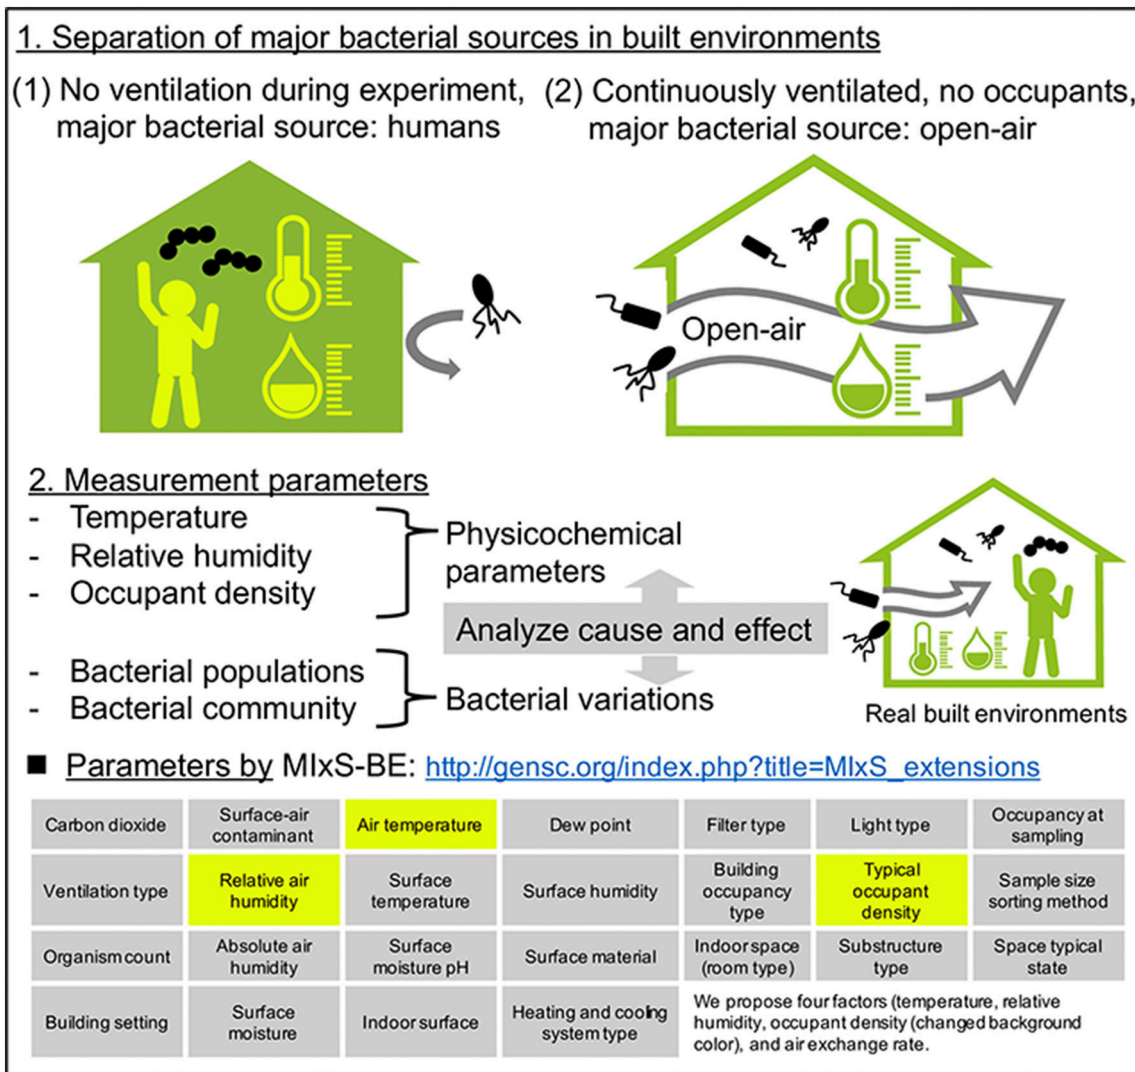 1. Separation of major bacterial sources in built environments
(1) No ventilation during experiment,
major bacterial source: humans
(2) Continuously ventilated, no occupants,
major bacterial source: open-air
Open-air
2. Measurement parameters
- Temperature
- Relative humidity
- Occupant density
Physicochemical
parameters
Analyze cause and effect
- Bacterial populations
- Bacterial community
Bacterial variations
Real built environments
■ Parameters by MIxS-BE: http://gensc.org/index.php?title=MIxS_extensions
Carbon dioxide
Surface-air
contaminant
Air temperature
Dew point
Filter type
Light type
Occupancy at
sampling
Ventilation type
Relative air
humidity
Surface
temperature
Surface humidity
Building
occupancy
type
Typical
occupant
density
Sample size
sorting method
Organism count
Absolute air
humidity
Surface
moisture pH
Surface material
Indoor space
(room type)
Substructure
type
Space typical
state
Building setting
Surface
moisture
Indoor surface
Heating and cooling
system type
We propose four factors (temperature, relative
humidity, occupant density (changed background
color), and air exchange rate.